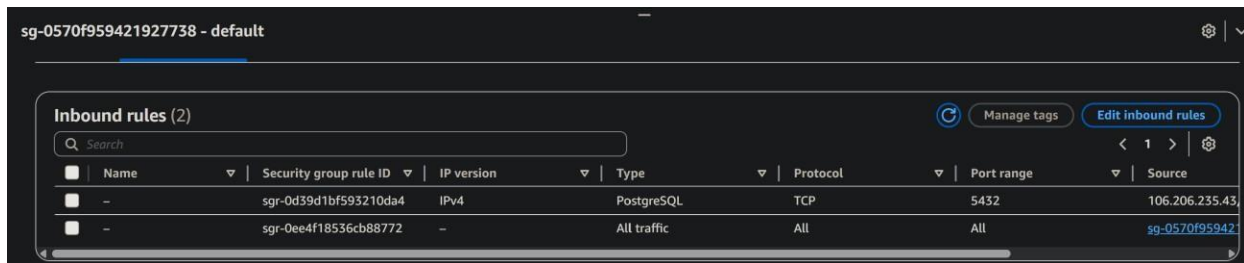 sg-0570f959421927738 - default
Inbound rules (2)
Manage tags
Edit inbound rules
Search
1
Name Security group rule ID IP version Type Protocol Port range Source
– sgr-0d39d1bf593210da4 IPv4 PostgreSQL TCP 5432 106.206.235.43,
– sgr-0ee4f18536cb88772 – All traffic All All sg-0570f95942